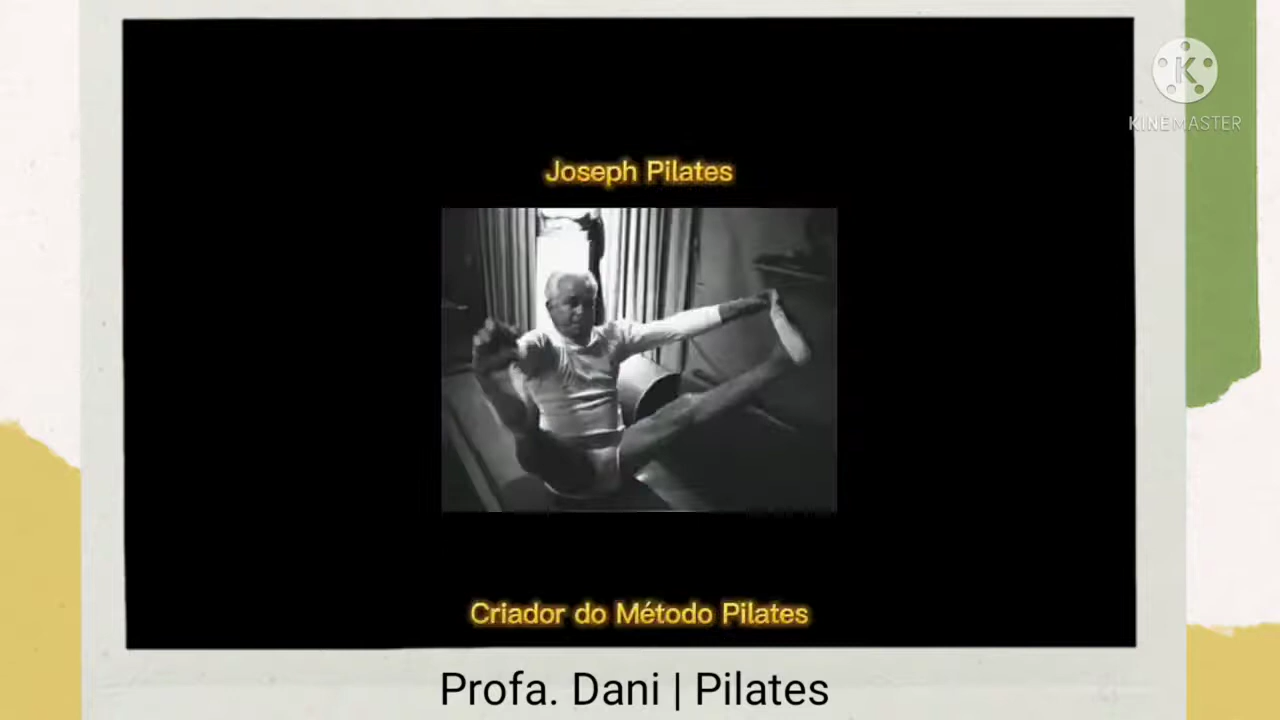 K
KINEMASTER
Joseph Pilates
Criador do Método Pilates
Profa. Dani | Pilates